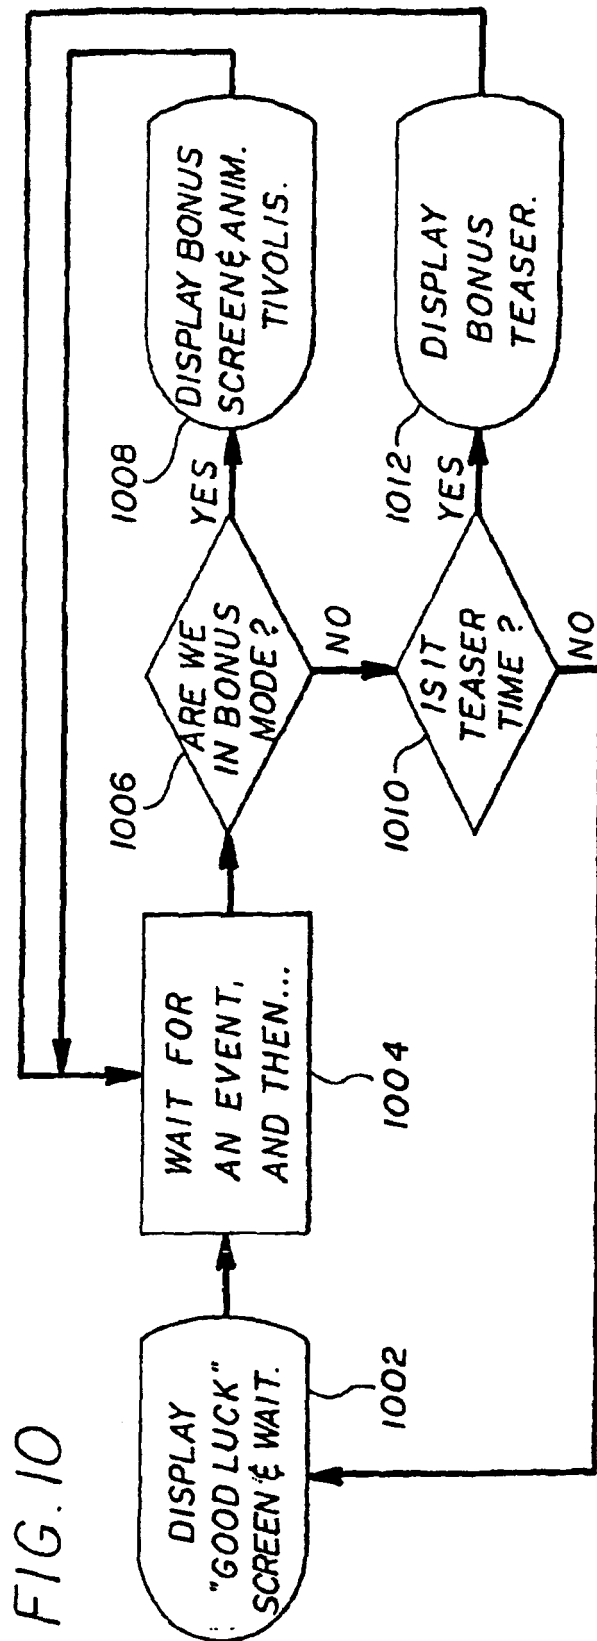 FIG. 10
DISPLAY
"GOOD LUCK"
SCREEN & WAIT.
1002
WAIT FOR
AN EVENT,
AND THEN...
1004
1006
ARE WE
IN BONUS
MODE?
YES
NO
1008
DISPLAY BONUS
SCREEN & ANIM.
TIVOLIS.
1010
IS IT
TEASER
TIME?
YES
NO
1012
DISPLAY
BONUS
TEASER.